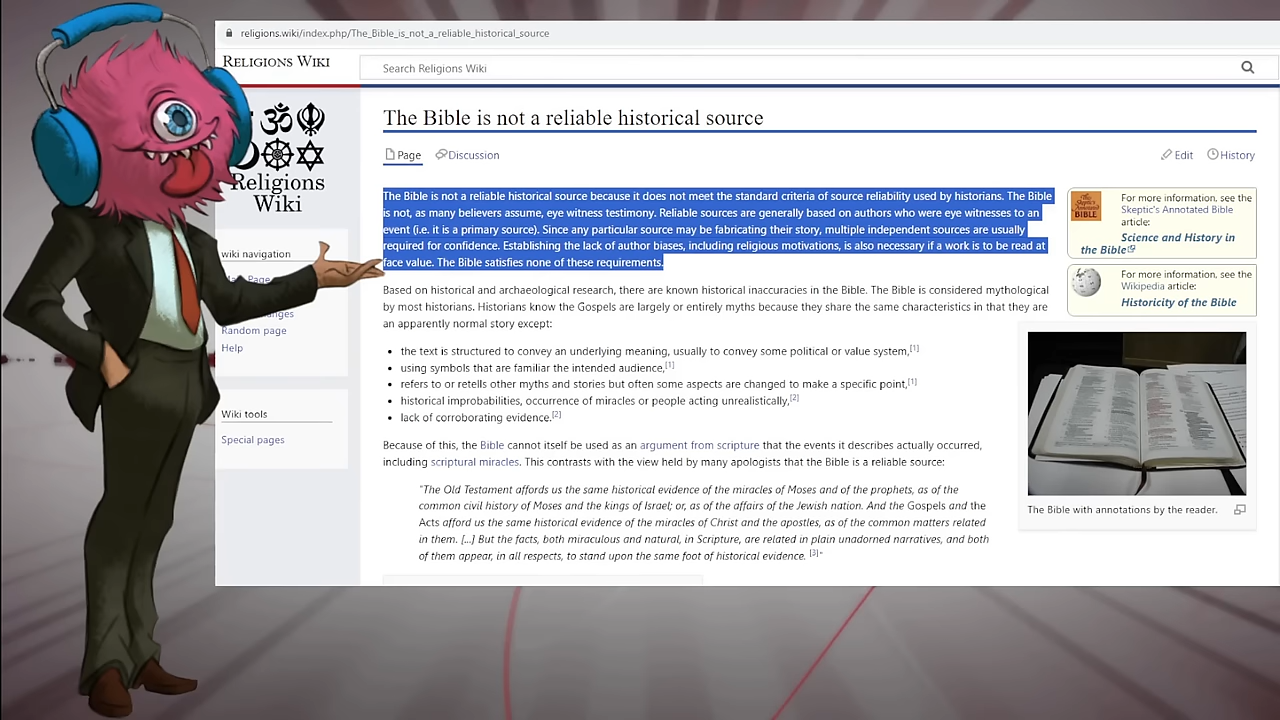 religions.wiki/index.php/The_Bible_is_not_a_reliable_historical_source
RELIGIONS WIKI
Search Religions Wiki
Religions
Wiki
wiki navigation
Random page
Help
Wiki tools
Special pages
The Bible is not a reliable historical source
Page Discussion
Edit History
The Bible is not a reliable historical source because it does not meet the standard criteria of source reliability used by historians. The Bible
is not, as many believers assume, eye witness testimony. Reliable sources are generally based on authors who were eye witnesses to an
event (i.e. it is a primary source). Since any particular source may be fabricating their story, multiple independent sources are usually
required for confidence. Establishing the lack of author biases, including religious motivations, is also necessary if a work is to be read at
face value. The Bible satisfies none of these requirements.
Based on historical and archaeological research, there are known historical inaccuracies in the Bible. The Bible is considered mythological
by most historians. Historians know the Gospels are largely or entirely myths because they share the same characteristics in that they are
an apparently normal story except:
• the text is structured to convey an underlying meaning, usually to convey some political or value system,[1]
• using symbols that are familiar the intended audience,[1]
• refers to or retells other myths and stories but often some aspects are changed to make a specific point,[1]
• historical improbabilities, occurrence of miracles or people acting unrealistically,[2]
• lack of corroborating evidence.[2]
Because of this, the Bible cannot itself be used as an argument from scripture that the events it describes actually occurred,
including scriptural miracles. This contrasts with the view held by many apologists that the Bible is a reliable source:
"The Old Testament affords us the same historical evidence of the miracles of Moses and of the prophets, as of the
common civil history of Moses and the kings of Israel; or, as of the affairs of the Jewish nation. And the Gospels and the
Acts afford us the same historical evidence of the miracles of Christ and the apostles, as of the common matters related
in them. [...] But the facts, both miraculous and natural, in Scripture, are related in plain unadorned narratives, and both
of them appear, in all respects, to stand upon the same foot of historical evidence. [3]"
For more information, see the
Skeptic's Annotated Bible
article:
Science and History in
the Bible
For more information, see the
Wikipedia article:
Historicity of the Bible
The Bible with annotations by the reader.